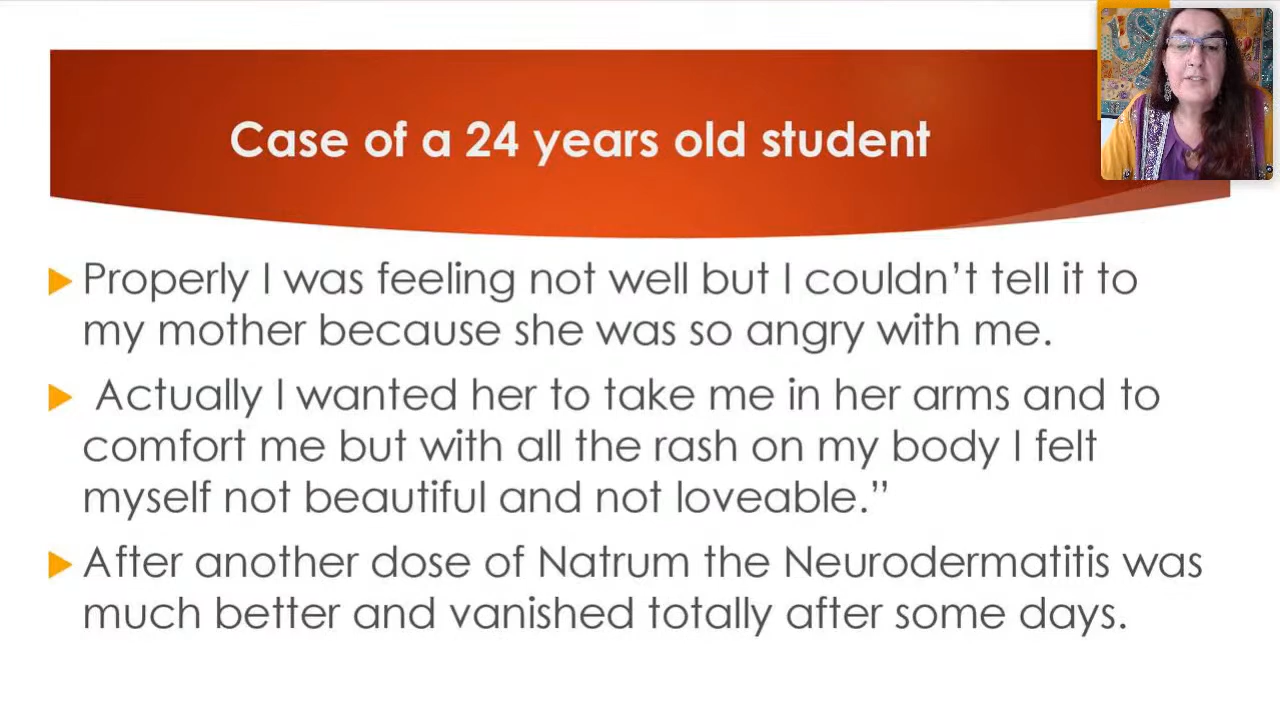 Case of a 24 years old student
Properly I was feeling not well but I couldn’t tell it to
my mother because she was so angry with me.
Actually I wanted her to take me in her arms and to
comfort me but with all the rash on my body I felt
myself not beautiful and not loveable.”
After another dose of Natrum the Neurodermatitis was
much better and vanished totally after some days.